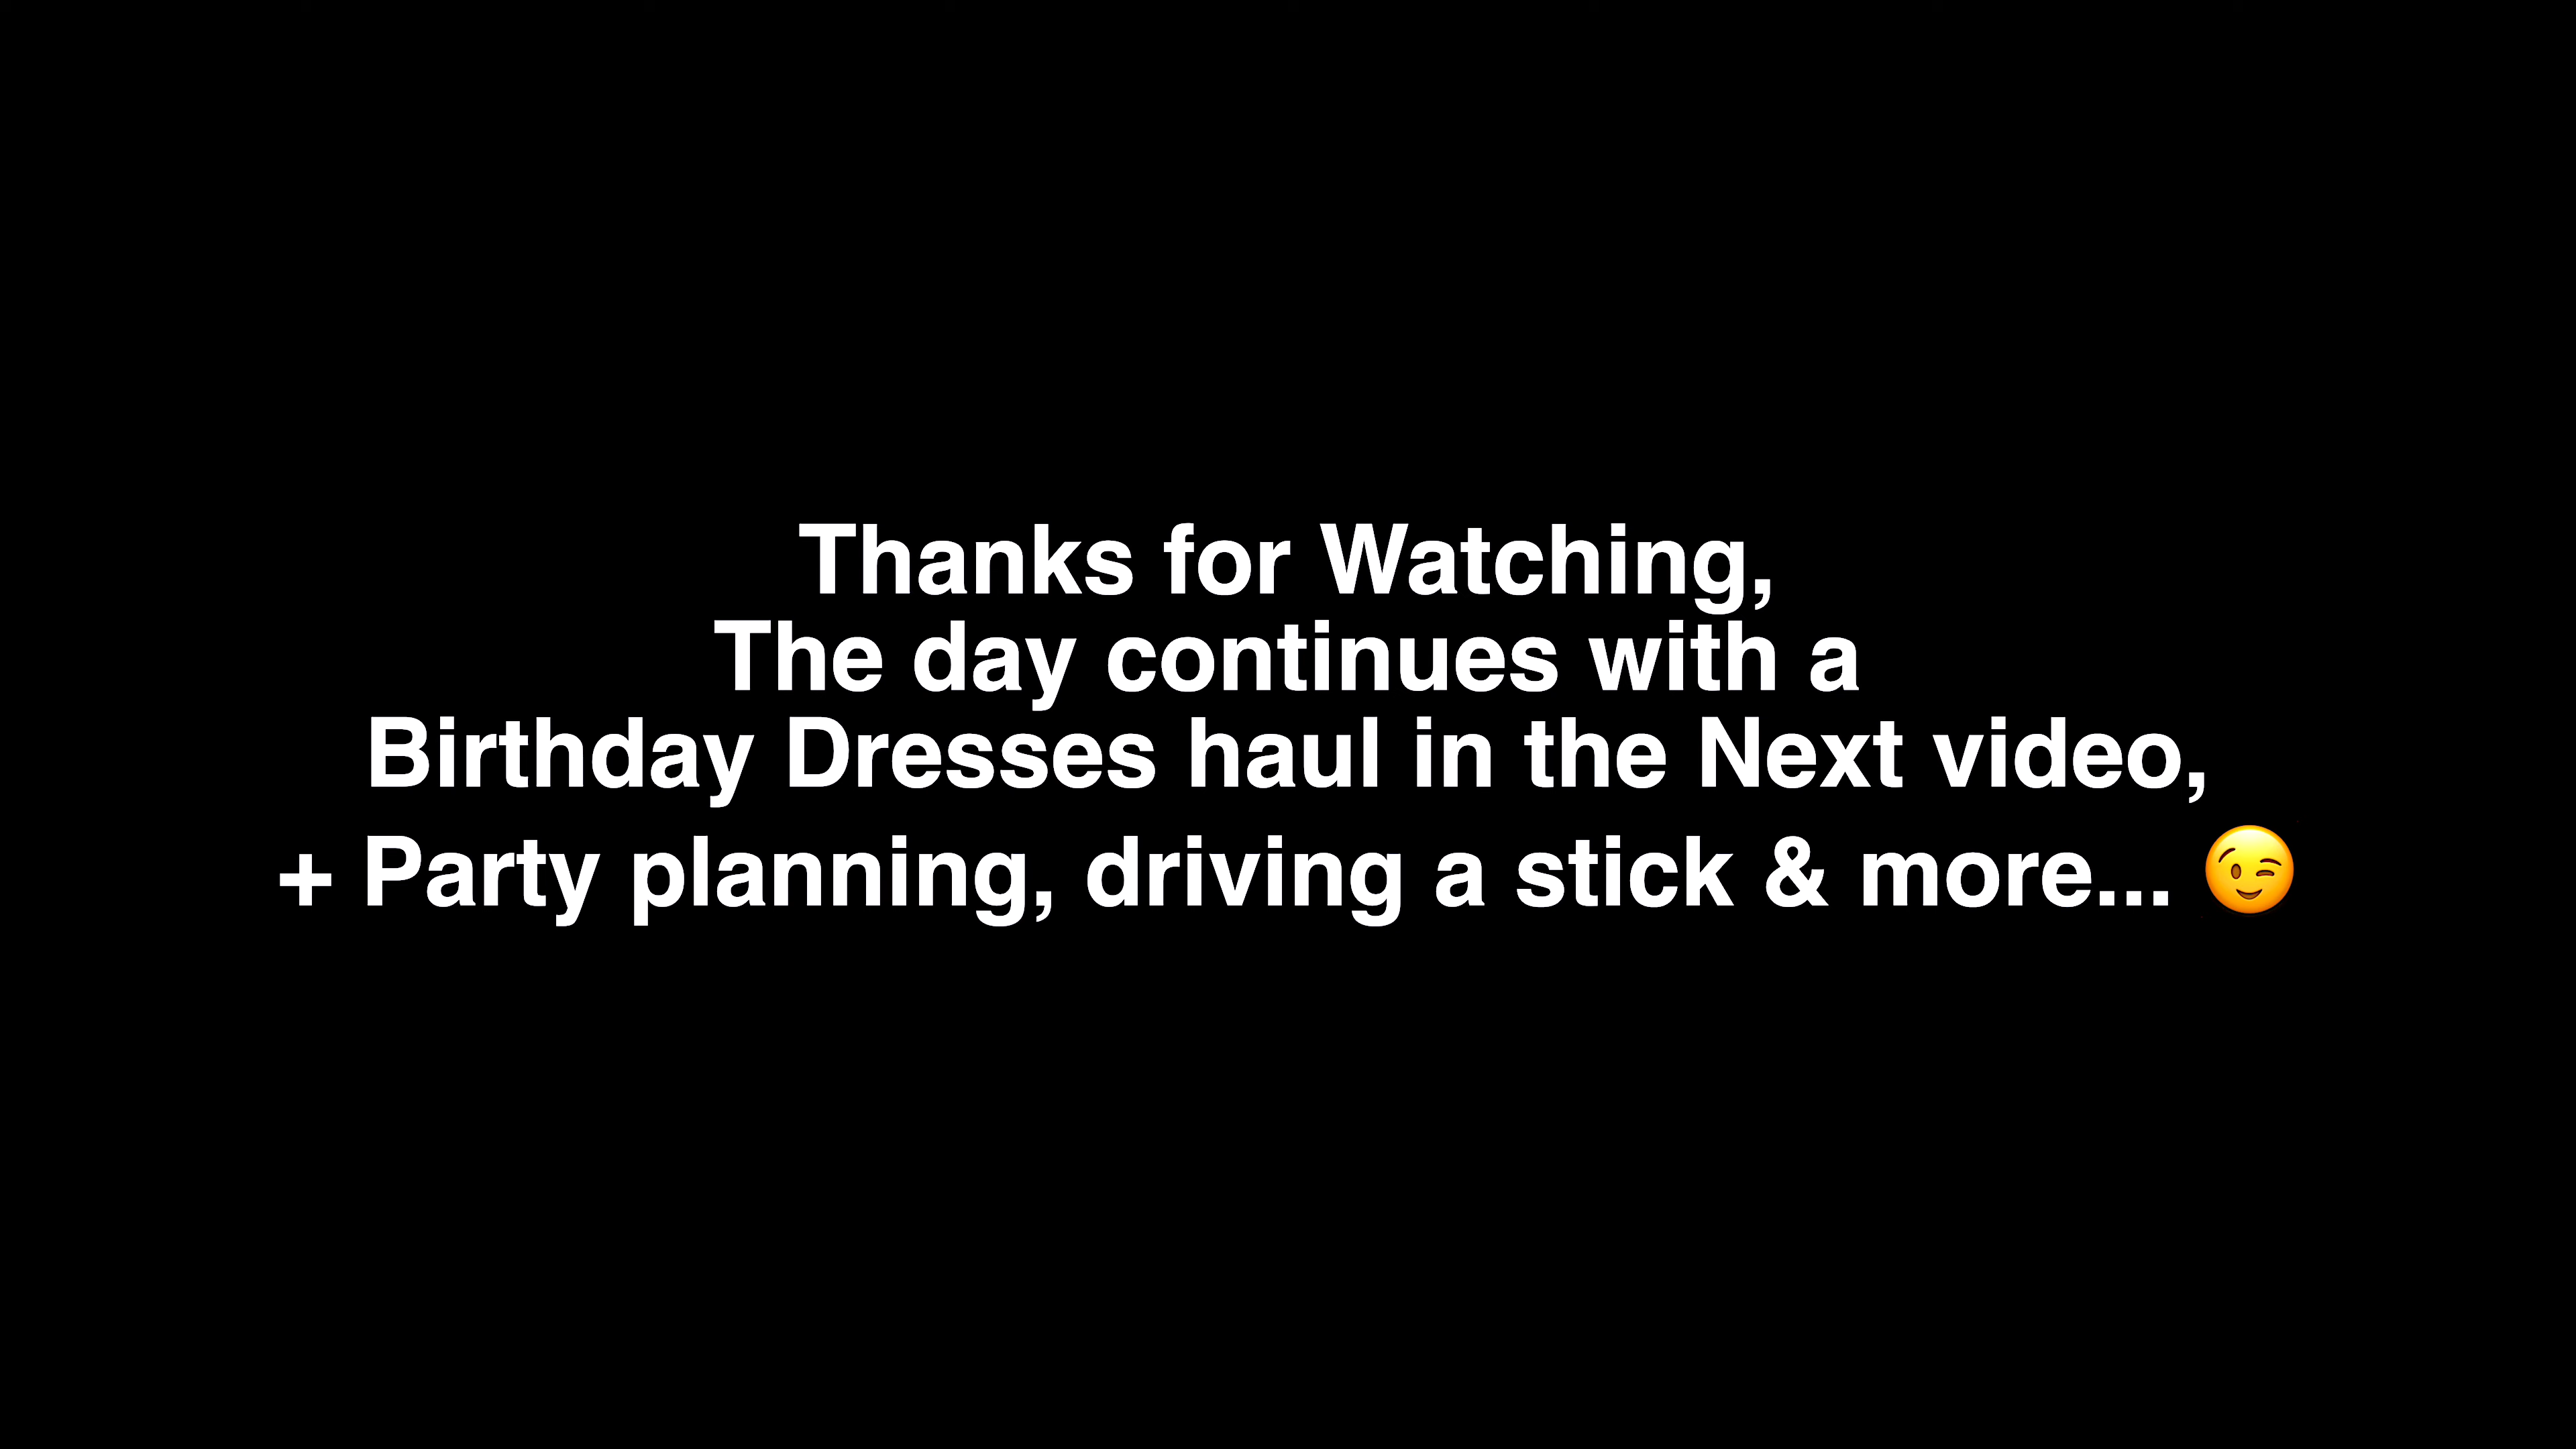 Thanks for Watching,
The day continues with a
Birthday Dresses haul in the Next video,
+ Party planning, driving a stick & more... 😉